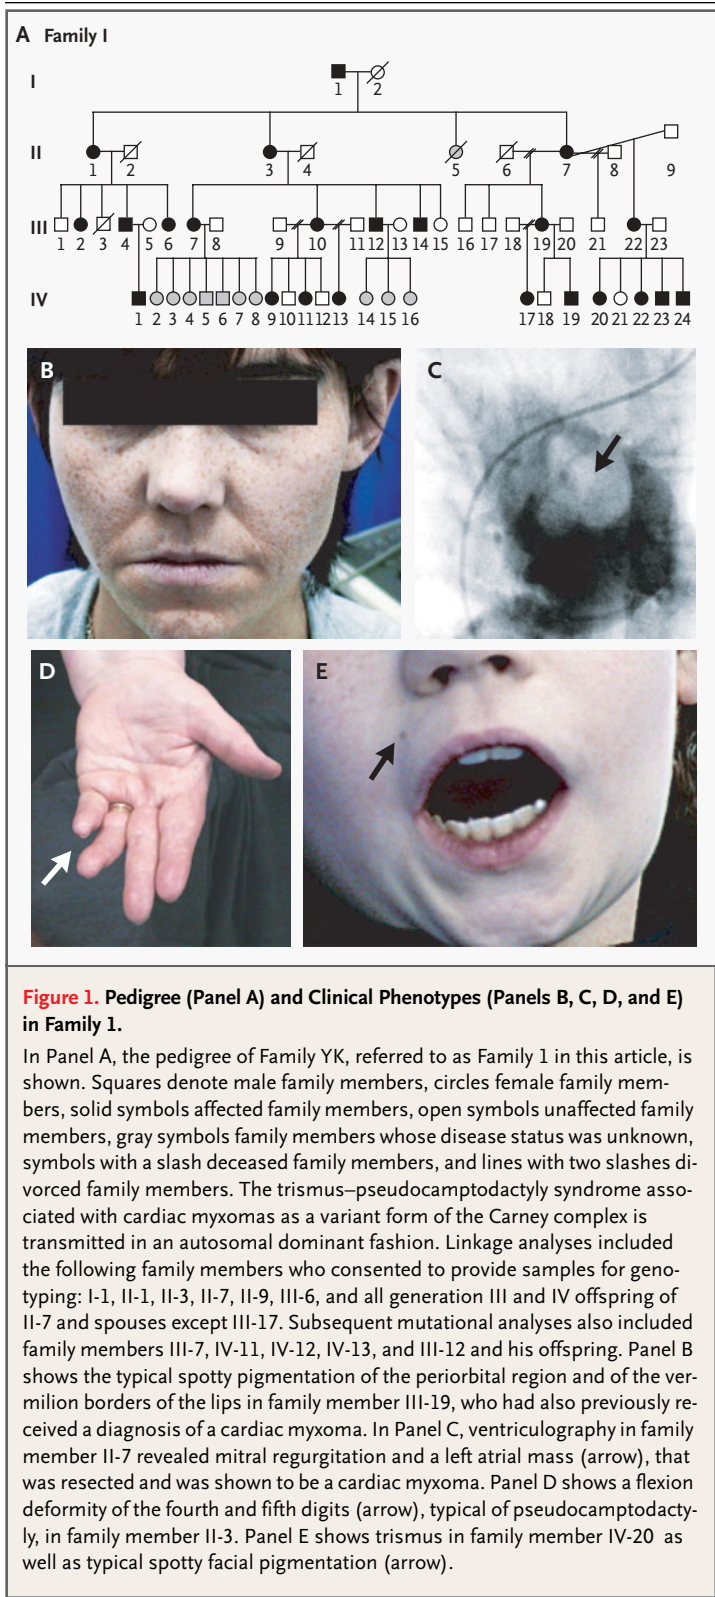 A Family I
I
1 2
II
1 2 3 4 5 6 7 8 9
III
1 2 3 4 5 6 7 8 9 10 11 12 13 14 15 16 17 18 19 20 21 22 23
IV
1 2 3 4 5 6 7 8 9 10 11 12 13 14 15 16 17 18 19 20 21 22 23 24
B
C
D
E
Figure 1. Pedigree (Panel A) and Clinical Phenotypes (Panels B, C, D, and E)
in Family 1.
In Panel A, the pedigree of Family YK, referred to as Family 1 in this article, is
shown. Squares denote male family members, circles female family mem-
bers, solid symbols affected family members, open symbols unaffected family
members, gray symbols family members whose disease status was unknown,
symbols with a slash deceased family members, and lines with two slashes di-
vorced family members. The trismus–pseudocamptodactyly syndrome asso-
ciated with cardiac myxomas as a variant form of the Carney complex is
transmitted in an autosomal dominant fashion. Linkage analyses included
the following family members who consented to provide samples for geno-
typing: I-1, II-1, II-3, II-7, II-9, III-6, and all generation III and IV offspring of
II-7 and spouses except III-17. Subsequent mutational analyses also included
family members III-7, IV-11, IV-12, IV-13, and III-12 and his offspring. Panel B
shows the typical spotty pigmentation of the periorbital region and of the ver-
milion borders of the lips in family member III-19, who had also previously re-
ceived a diagnosis of a cardiac myxoma. In Panel C, ventriculography in family
member II-7 revealed mitral regurgitation and a left atrial mass (arrow), that
was resected and was shown to be a cardiac myxoma. Panel D shows a flexion
deformity of the fourth and fifth digits (arrow), typical of pseudocamptodacty-
ly, in family member II-3. Panel E shows trismus in family member IV-20 as
well as typical spotty facial pigmentation (arrow).